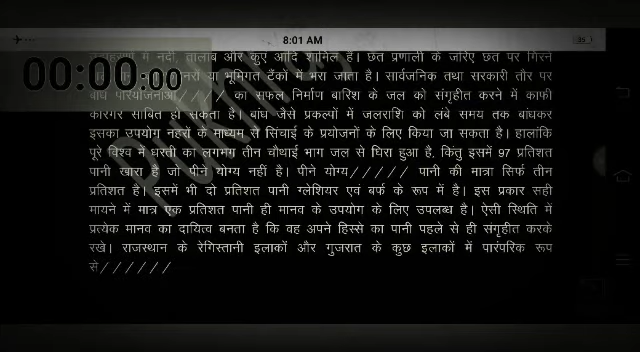 8:01 AM
00:00:00
उदाहरणों में नदी, तालाब और कुएं आदि शामिल हैं। छत प्रणाली के जरिए छत पर गिरने
या भूमिगत टैंकों में भरा जाता है। सार्वजनिक तथा सरकारी तौर पर
बांध परियोजनाओं///// का सफल निर्माण बारिश के जल को संगृहीत करने में काफी
कारगर साबित हो सकता है। बांध जैसे प्रकल्पों में जलराशि को लंबे समय तक बांधकर
इसका उपयोग नहरों के माध्यम से सिंचाई के प्रयोजनों के लिए किया जा सकता है। हालांकि
पूरे विश्व में धरती का लगभग तीन चौथाई भाग जल से घिरा हुआ है, किंतु इसमें 97 प्रतिशत
पानी खारा है जो पीने योग्य नहीं है। पीने योग्य///// पानी की मात्रा सिर्फ तीन
प्रतिशत है। इसमें भी दो प्रतिशत पानी ग्लेशियर एवं बर्फ के रूप में है। इस प्रकार सही
मायने में मात्र एक प्रतिशत पानी ही मानव के उपयोग के लिए उपलब्ध है। ऐसी स्थिति में
प्रत्येक मानव का दायित्व बनता है कि वह अपने हिस्से का पानी पहले से ही संगृहीत करके
रखे। राजस्थान के रेगिस्तानी इलाकों और गुजरात के कुछ इलाकों में पारंपरिक रूप
से//////